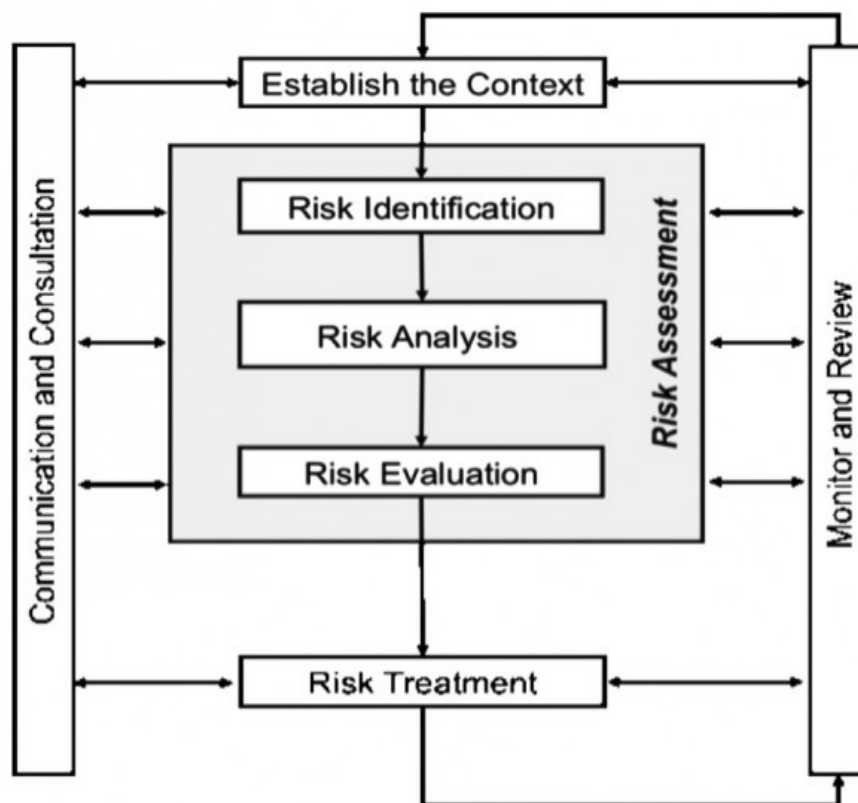 Establish the Context
Communication and Consultation
Risk Identification
Risk Analysis
Risk Evaluation
Risk Assessment
Monitor and Review
Risk Treatment